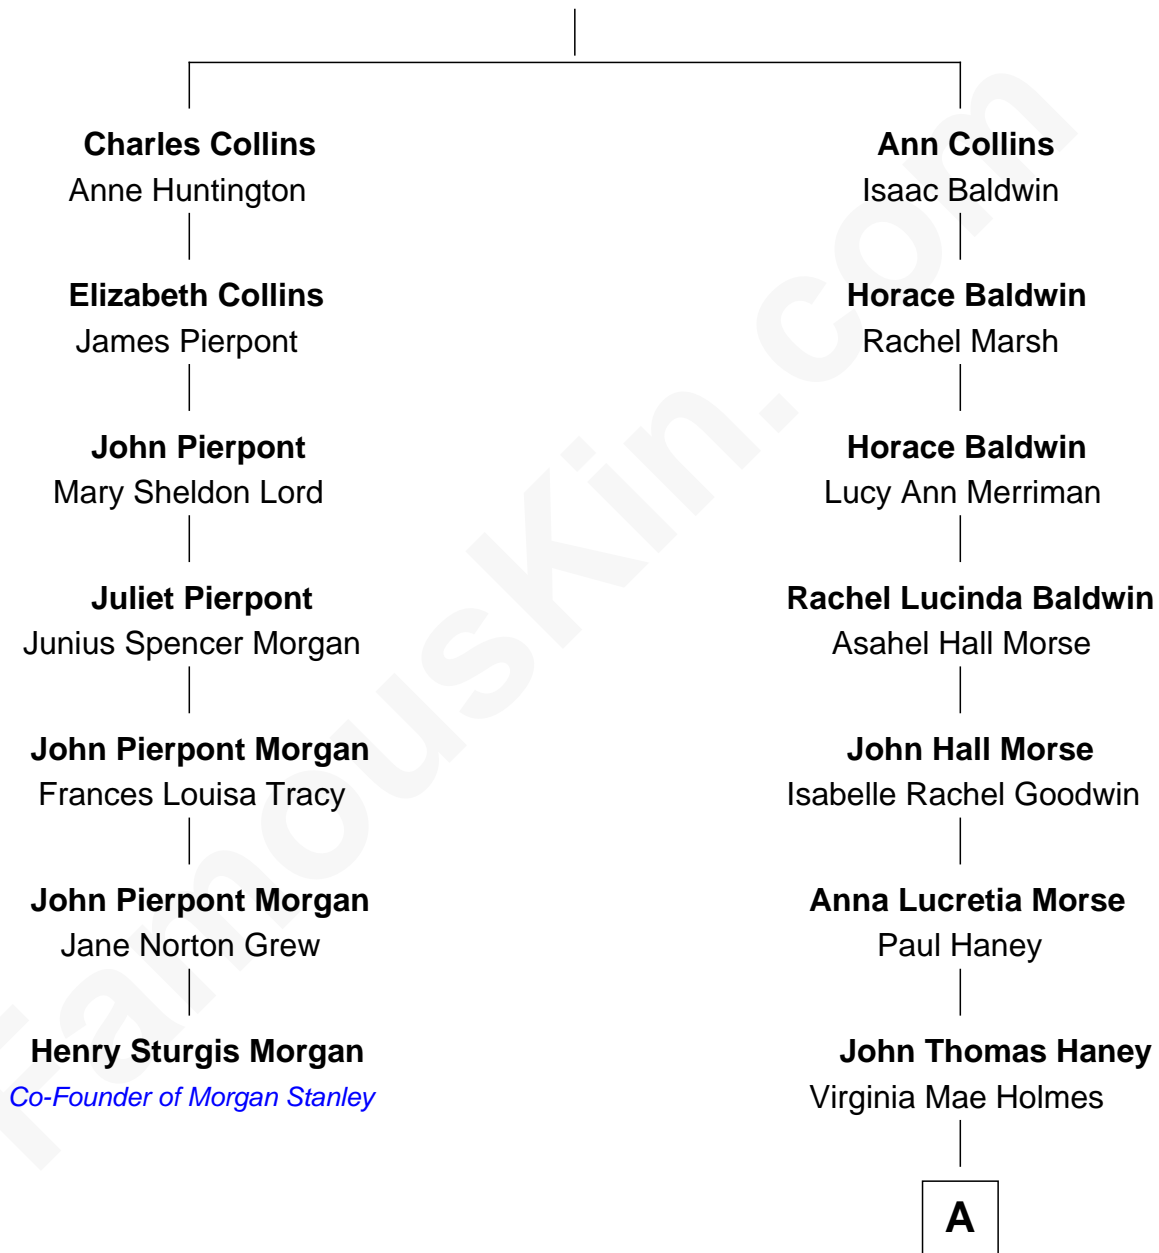 Charles Collins
Anne Huntington
Elizabeth Collins
James Pierpont
John Pierpont
Mary Sheldon Lord
Juliet Pierpont
Junius Spencer Morgan
John Pierpont Morgan
Frances Louisa Tracy
John Pierpont Morgan
Jane Norton Grew
Henry Sturgis Morgan
Co-Founder of Morgan Stanley
Ann Collins
Isaac Baldwin
Horace Baldwin
Rachel Marsh
Horace Baldwin
Lucy Ann Merriman
Rachel Lucinda Baldwin
Asahel Hall Morse
John Hall Morse
Isabelle Rachel Goodwin
Anna Lucretia Morse
Paul Haney
John Thomas Haney
Virginia Mae Holmes
A
FamousKin.com